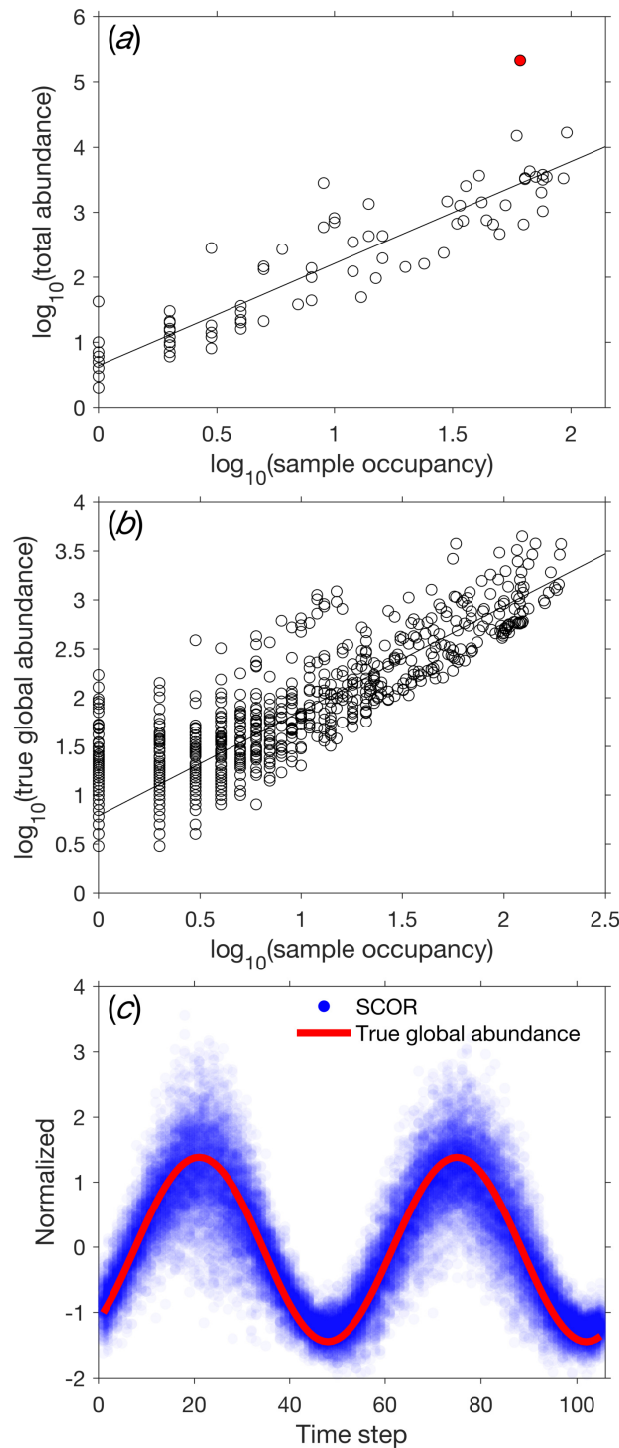 (a)
6
5
4
3
2
1
0
log10(total abundance)
0 0.5 1 1.5 2
log10(sample occupancy)
(b)
4
3.5
3
2.5
2
1.5
1
0.5
0
log10(true global abundance)
0 0.5 1 1.5 2 2.5
log10(sample occupancy)
(c)
SCOR
True global abundance
4
3
2
1
0
-1
-2
Normalized
0 20 40 60 80 100
Time step